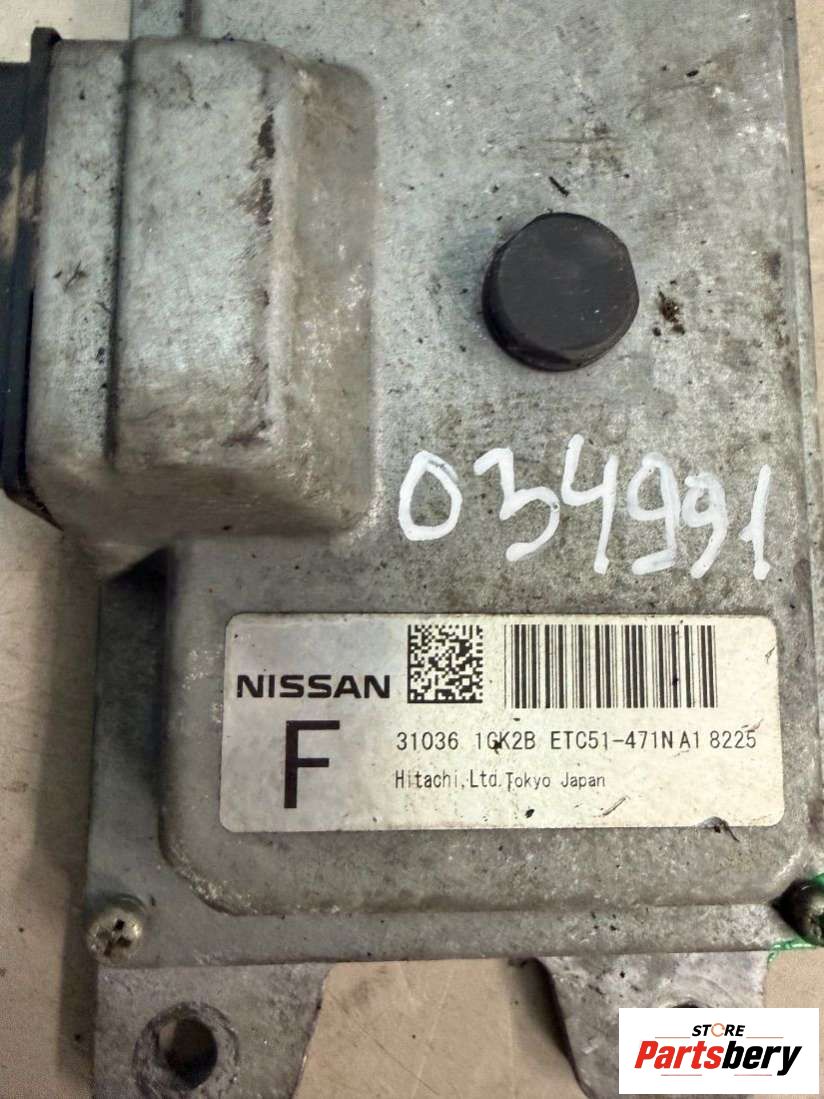 034991
NISSAN
F
31036 1GK2B ETC51-471N A1 8225
Hitachi,Ltd.Tokyo Japan
STORE
Partsbery